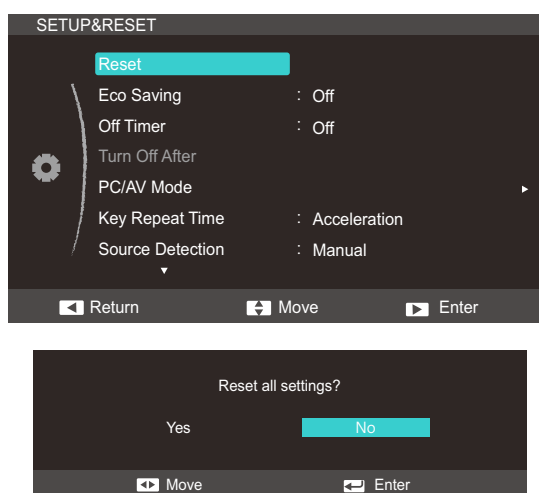 SETUP&RESET
Reset
Eco Saving : Off
Off Timer : Off
Turn Off After
PC/AV Mode
Key Repeat Time : Acceleration
Source Detection : Manual
Return Move Enter
Reset all settings?
Yes No
Move Enter